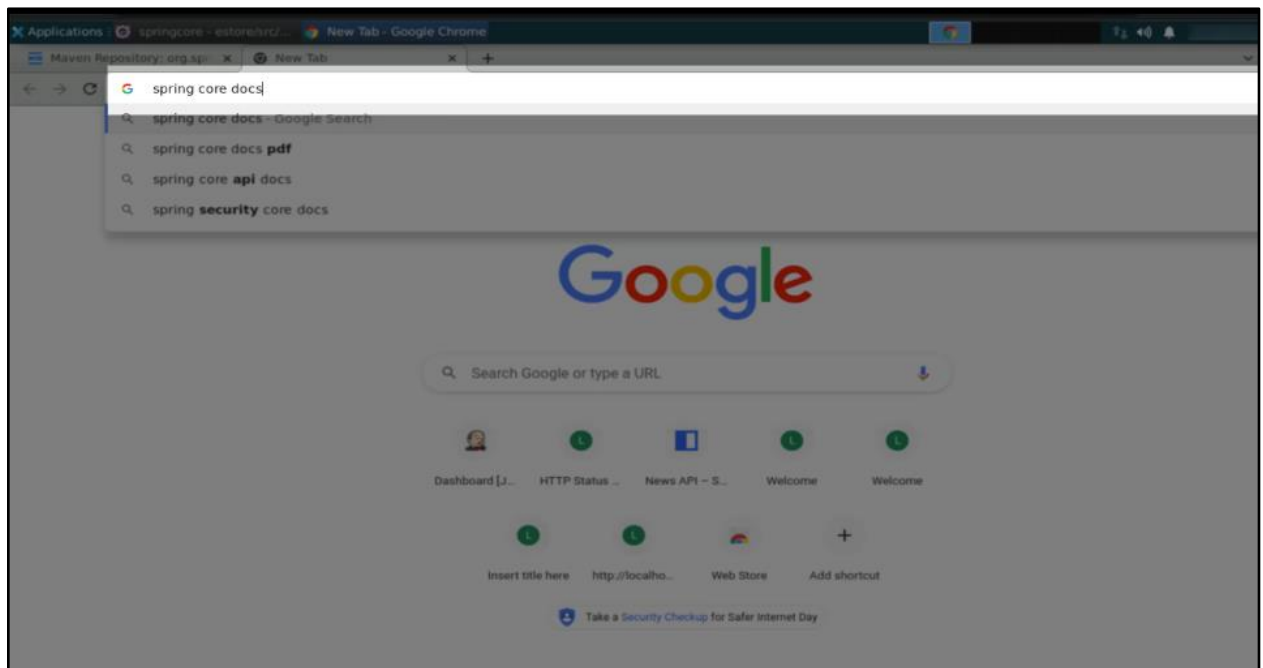 Applications springcore - estore/src/... New Tab - Google Chrome
Maven Repository: org.spr New Tab
spring core docs
spring core docs - Google Search
spring core docs pdf
spring core api docs
spring security core docs
Google
Search Google or type a URL
Dashboard [J... HTTP Status ... News API – S... Welcome Welcome
Insert title here http://localho... Web Store Add shortcut
Take a Security Checkup for Safer Internet Day